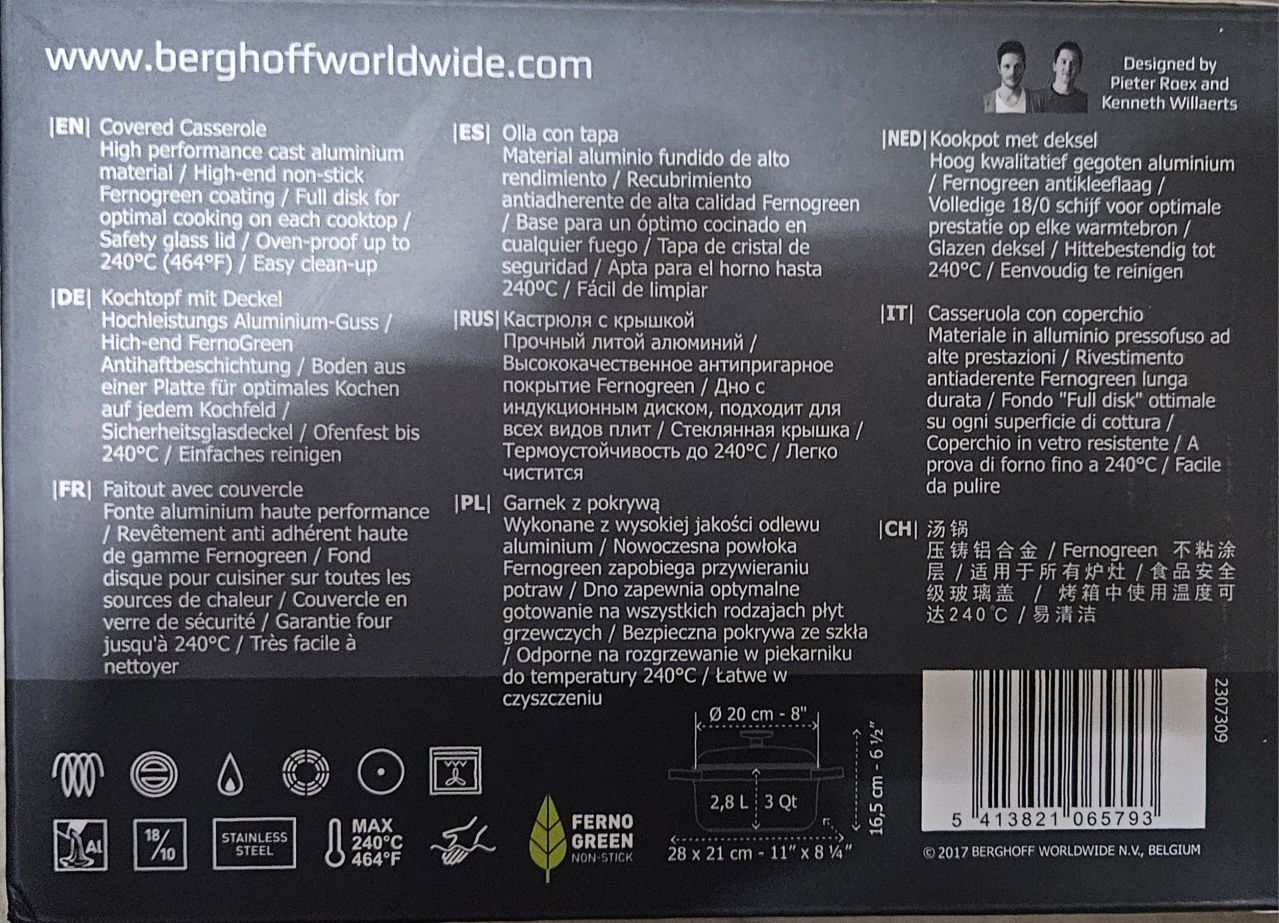 www.berghoffworldwide.com
Designed by
Pieter Roex and
Kenneth Willaerts
|EN| Covered Casserole
High performance cast aluminium
material / High-end non-stick
Fernogreen coating / Full disk for
optimal cooking on each cooktop /
Safety glass lid / Oven-proof up to
240°C (464°F) / Easy clean-up
|DE| Kochtopf mit Deckel
Hochleistungs Aluminium-Guss /
Hich-end FernoGreen
Antihaftbeschichtung / Boden aus
einer Platte für optimales Kochen
auf jedem Kochfeld /
Sicherheitsglasdeckel / Ofenfest bis
240°C / Einfaches reinigen
|FR| Faitout avec couvercle
Fonte aluminium haute performance
/ Revêtement anti adhérent haute
de gamme Fernogreen / Fond
disque pour cuisiner sur toutes les
sources de chaleur / Couvercle en
verre de sécurité / Garantie four
jusqu'à 240°C / Très facile à
nettoyer
|ES| Olla con tapa
Material aluminio fundido de alto
rendimiento / Recubrimiento
antiadherente de alta calidad Fernogreen
/ Base para un óptimo cocinado en
cualquier fuego / Tapa de cristal de
seguridad / Apta para el horno hasta
240ºC / Fácil de limpiar
|RUS| Кастрюля с крышкой
Прочный литой алюминий /
Высококачественное антипригарное
покрытие Fernogreen / Дно с
индукционным диском, подходит для
всех видов плит / Стеклянная крышка /
Термоустойчивость до 240°C / Легко
чистится
|PL| Garnek z pokrywą
Wykonane z wysokiej jakości odlewu
aluminium / Nowoczesna powłoka
Fernogreen zapobiega przywieraniu
potraw / Dno zapewnia optymalne
gotowanie na wszystkich rodzajach płyt
grzewczych / Bezpieczna pokrywa ze szkła
/ Odporne na rozgrzewanie w piekarniku
do temperatury 240°C / Łatwe w
czyszczeniu
|NED| Kookpot met deksel
Hoog kwalitatief gegoten aluminium
/ Fernogreen antikleeflaag /
Volledige 18/0 schijf voor optimale
prestatie op elke warmtebron /
Glazen deksel / Hittebestendig tot
240°C / Eenvoudig te reinigen
|IT| Casseruola con coperchio
Materiale in alluminio pressofuso ad
alte prestazioni / Rivestimento
antiaderente Fernogreen lunga
durata / Fondo "Full disk" ottimale
su ogni superficie di cottura /
Coperchio in vetro resistente / A
prova di forno fino a 240°C / Facile
da pulire
|CH| 汤锅
压铸铝合金 / Fernogreen 不粘涂
层 / 适用于所有炉灶 / 食品安全
级玻璃盖 / 烤箱中使用温度可
达240℃ / 易清洁
Al
18/10
STAINLESS
STEEL
MAX
240°C
464°F
FERNO
GREEN
NON-STICK
Ø 20 cm - 8"
2,8 L 3 Qt
16,5 cm - 6 ½"
28 x 21 cm - 11" x 8 ¼"
2307309
5 413821 065793
© 2017 BERGHOFF WORLDWIDE N.V., BELGIUM